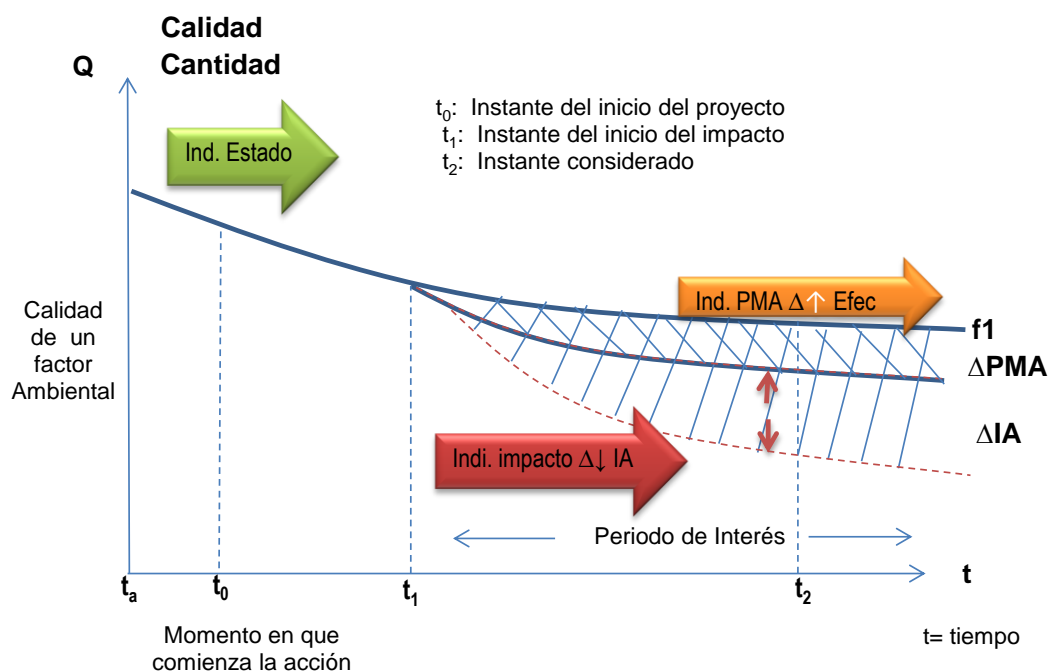 Calidad
Cantidad
Q
t₀: Instante del inicio del proyecto
t₁: Instante del inicio del impacto
t₂: Instante considerado
Ind. Estado
Calidad
de un
factor
Ambiental
Ind. PMA Δ↑ Efec
f1
ΔPMA
ΔIA
Indi. impacto Δ↓ IA
Periodo de Interés
tₐ
t₀
t₁
t₂
t
Momento en que
comienza la acción
t= tiempo